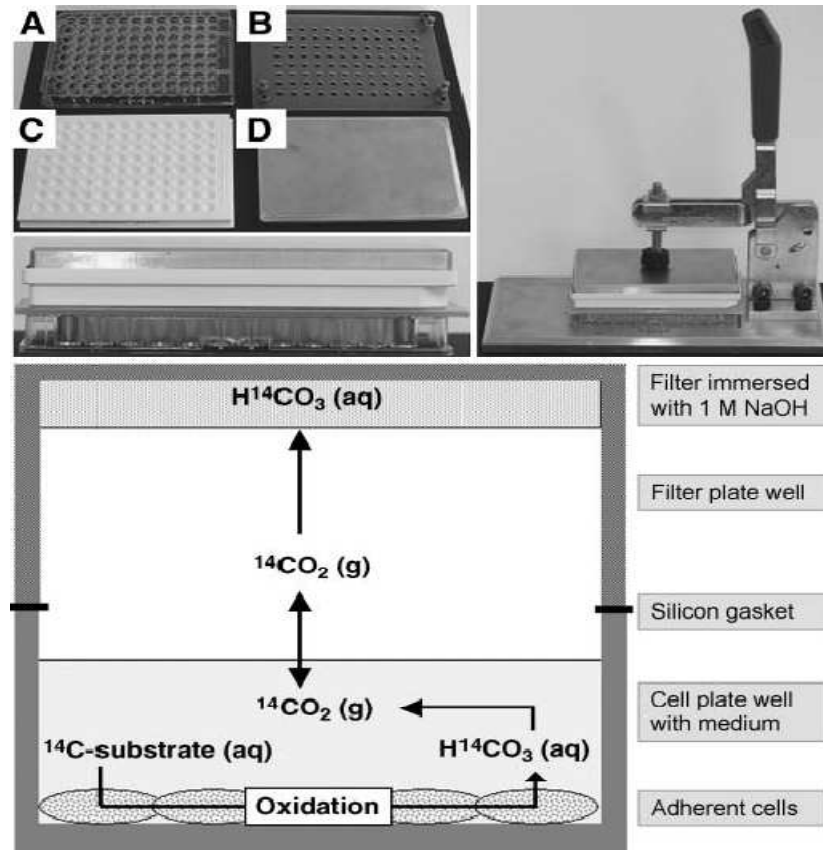 A
B
C
D
H¹⁴CO₃ (aq)
¹⁴CO₂ (g)
¹⁴CO₂ (g)
¹⁴C-substrate (aq)
H¹⁴CO₃ (aq)
Oxidation
Filter immersed
with 1 M NaOH
Filter plate well
Silicon gasket
Cell plate well
with medium
Adherent cells